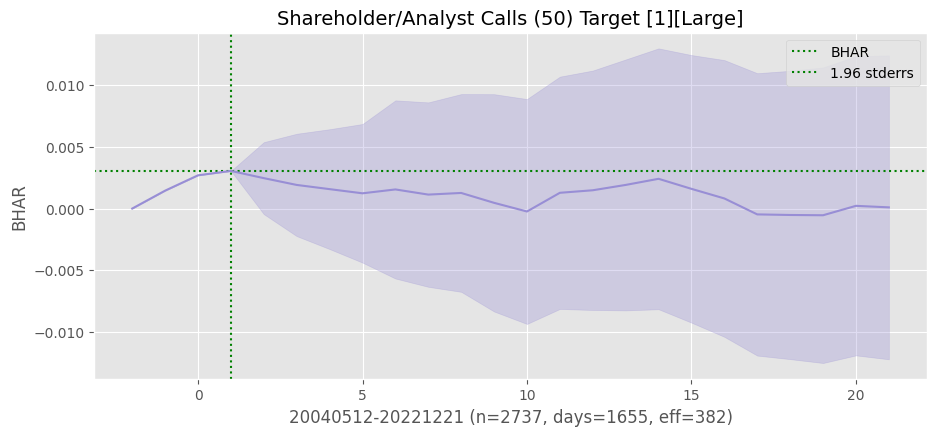 Shareholder/Analyst Calls (50) Target [1][Large]
BHAR
1.96 stderrs
0.010
0.005
0.000
−0.005
−0.010
BHAR
0
5
10
15
20
20040512-20221221 (n=2737, days=1655, eff=382)